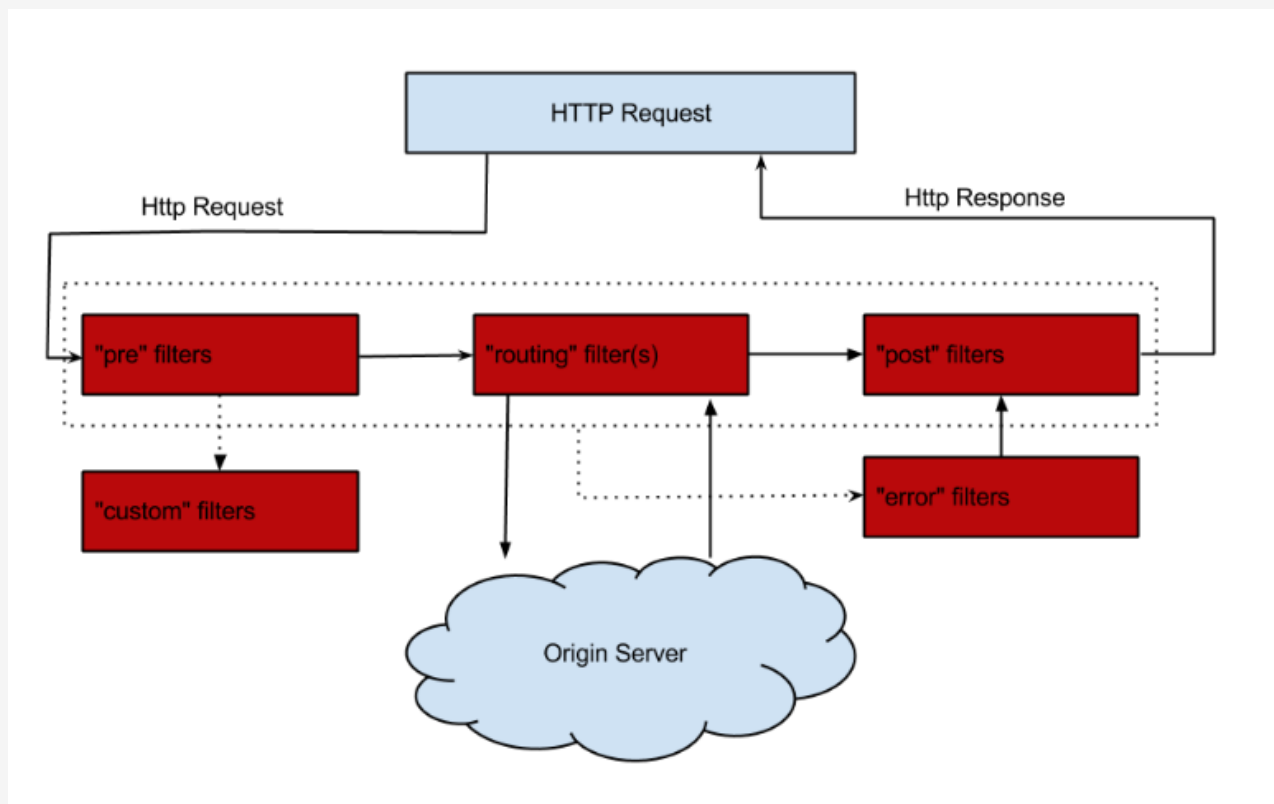 HTTP Request
Http Request
Http Response
"pre" filters
"routing" filter(s)
"post" filters
"custom" filters
"error" filters
Origin Server